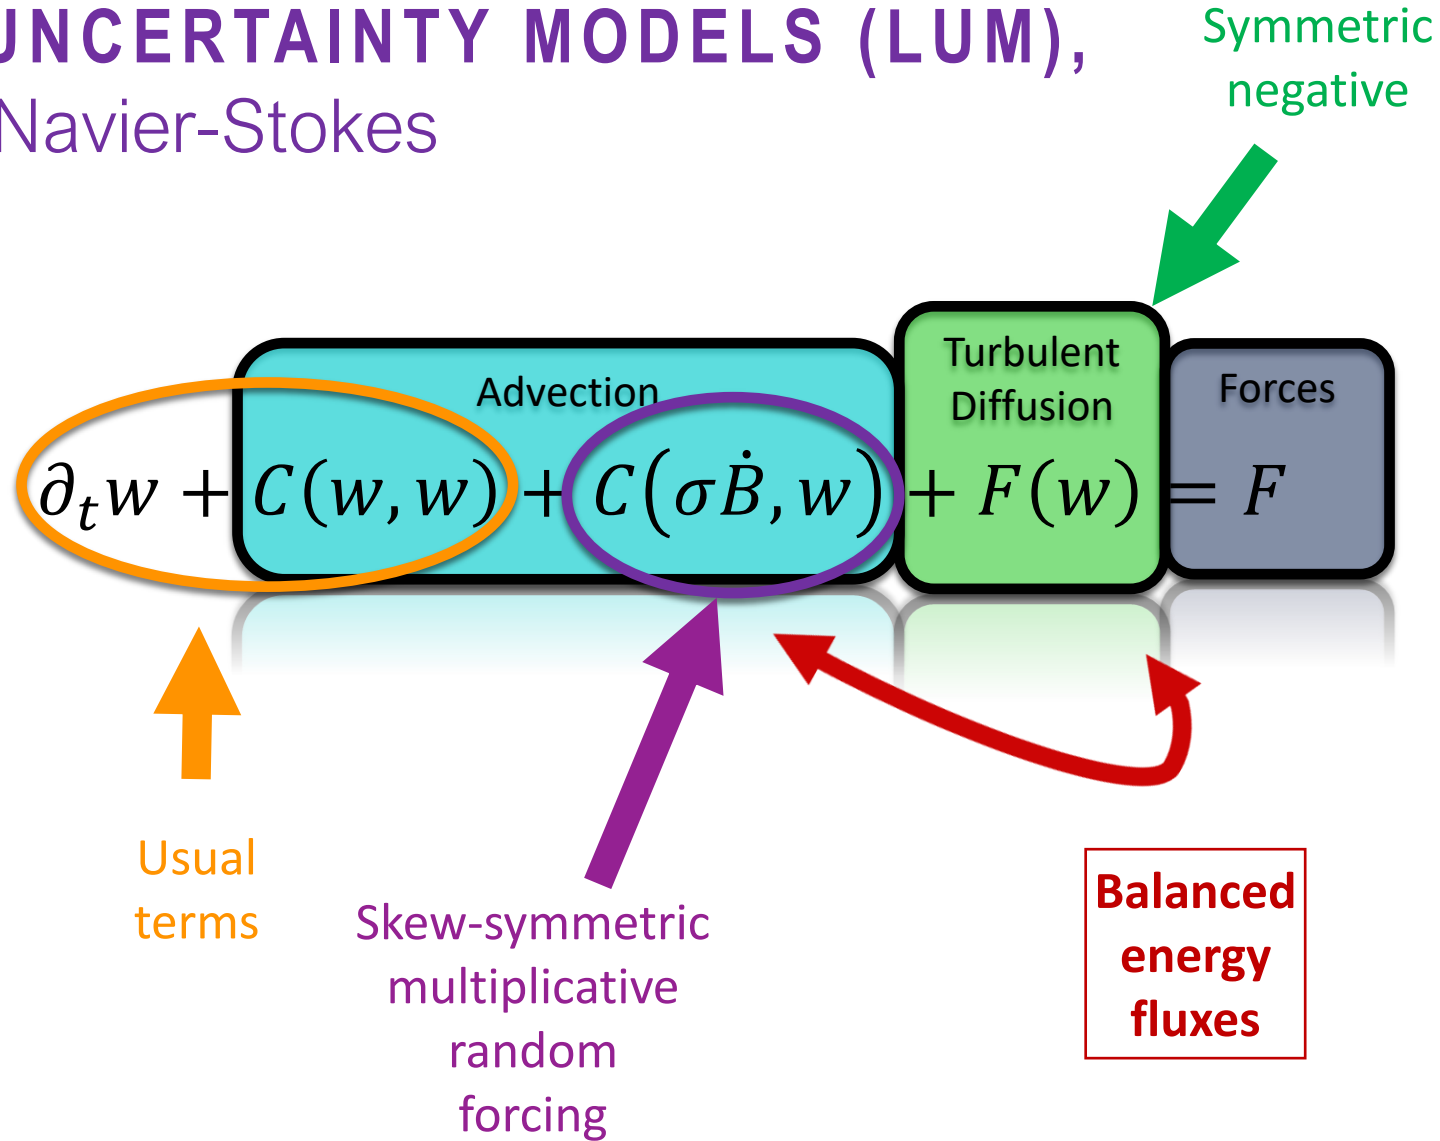 UNCERTAINTY MODELS (LUM),
Navier-Stokes
Symmetric
negative
Advection
Turbulent
Diffusion
Forces
∂ₜw + C(w, w) + C(σḂ, w) + F(w) = F
Usual
terms
Skew-symmetric
multiplicative
random
forcing
Balanced
energy
fluxes